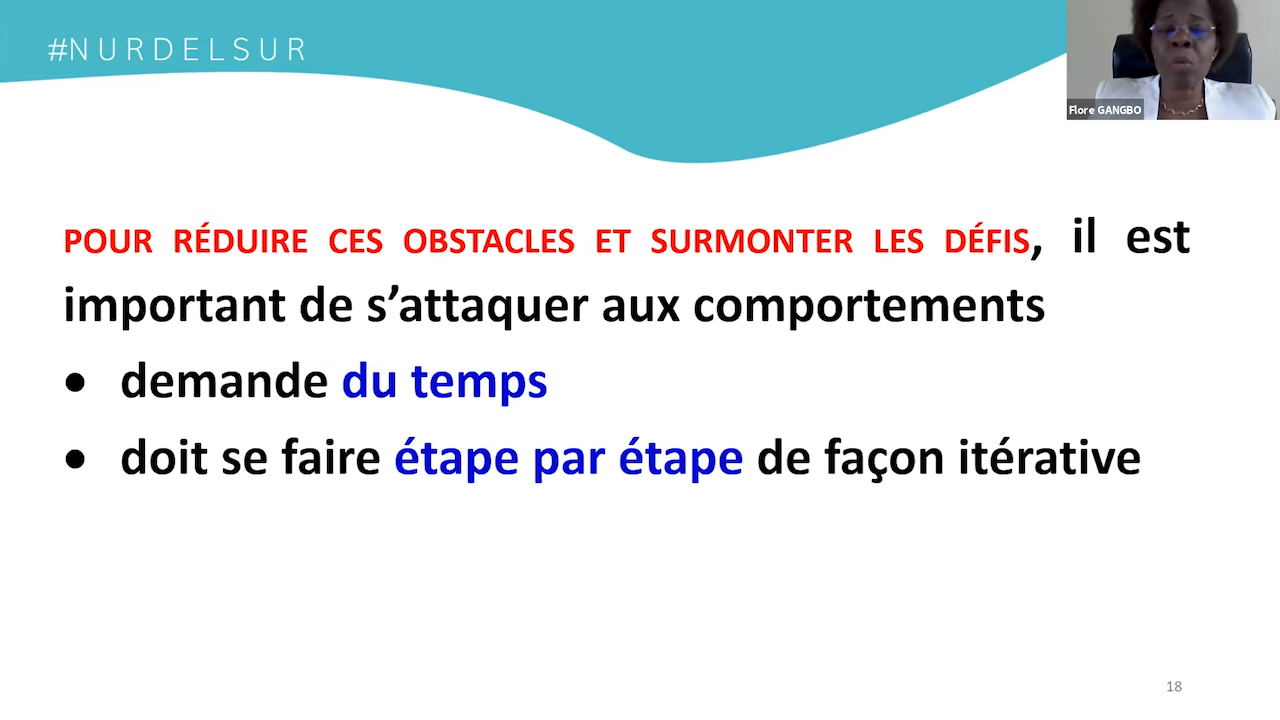 #NURDELSUR
Flore GANGBO
POUR RÉDUIRE CES OBSTACLES ET SURMONTER LES DÉFIS, il est
important de s’attaquer aux comportements
• demande du temps
• doit se faire étape par étape de façon itérative
18